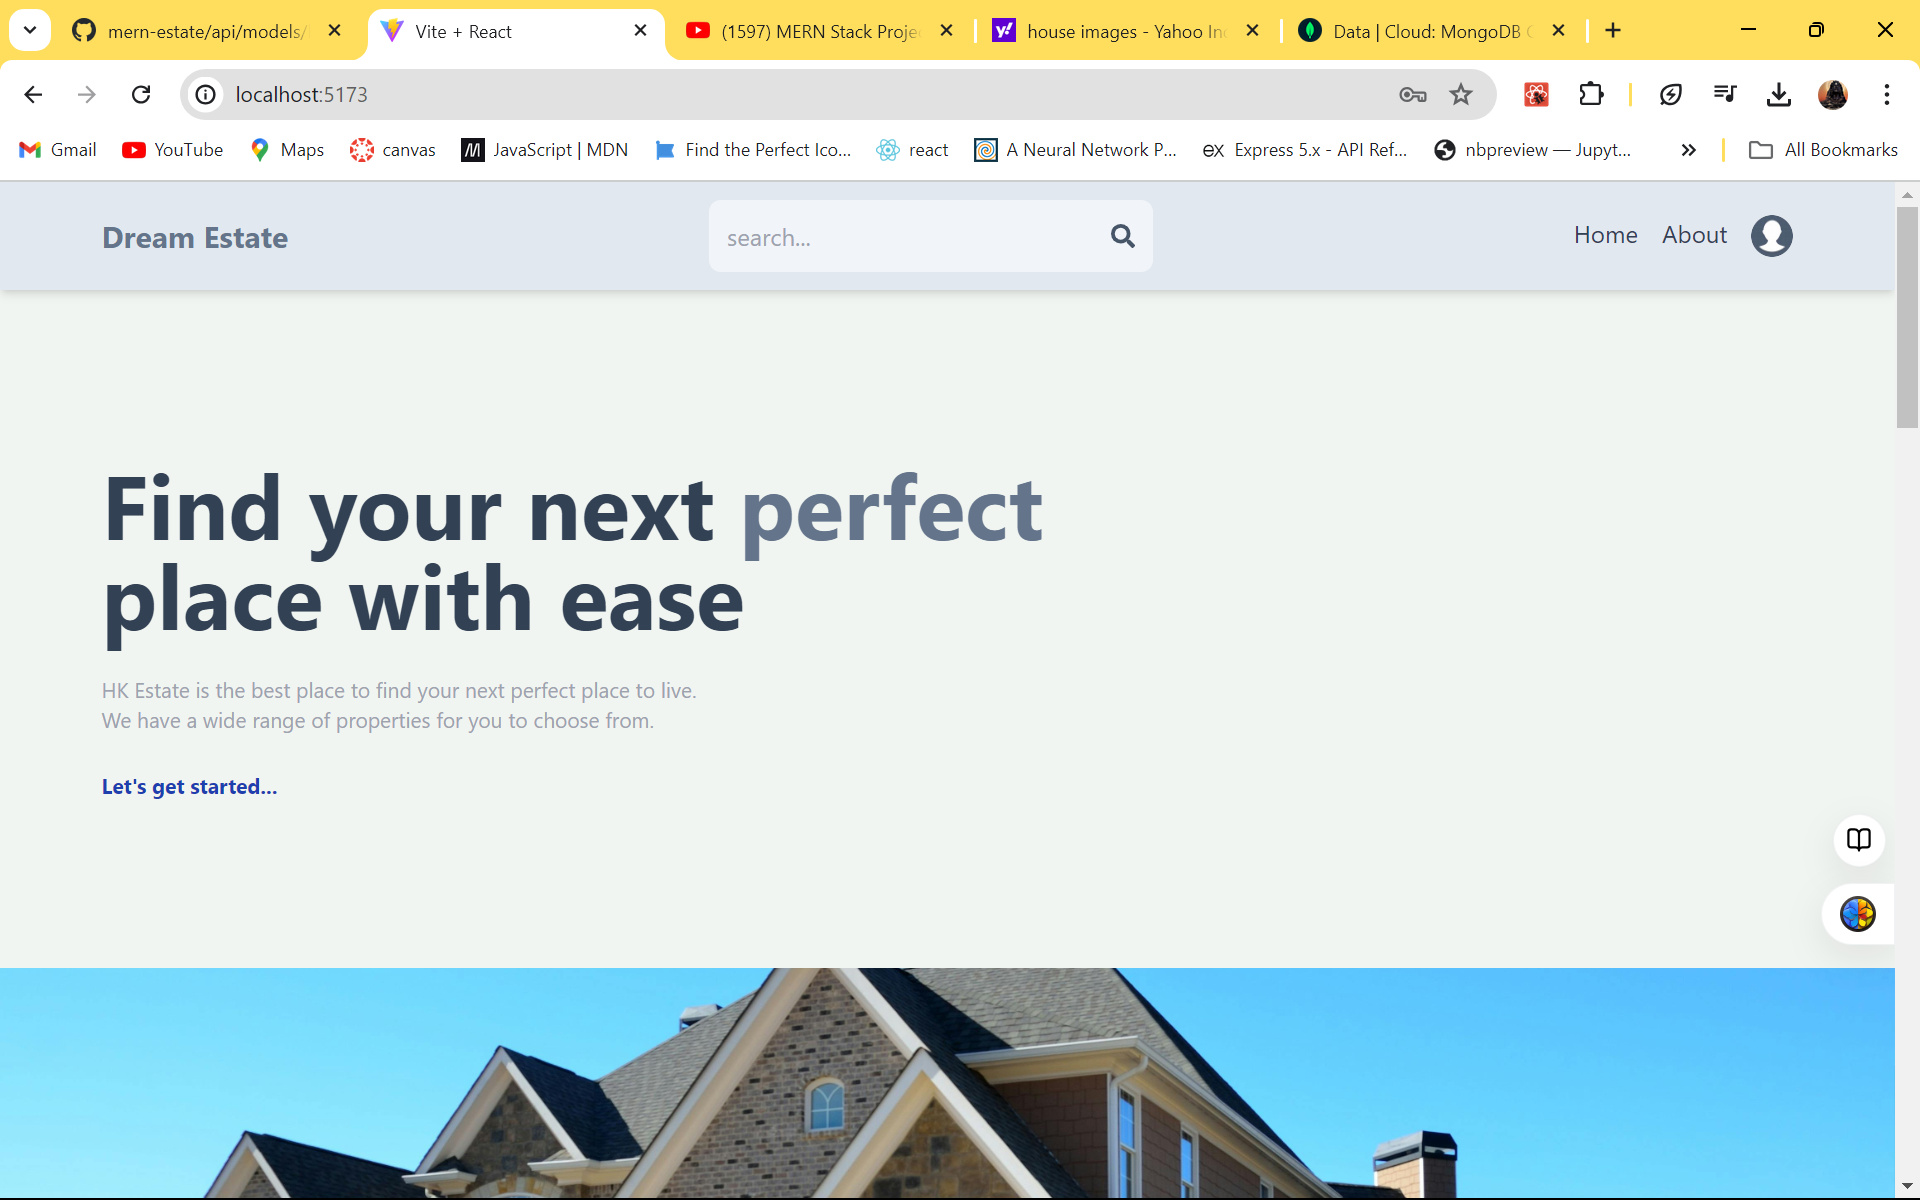 mern-estate/api/models/
Vite + React
(1597) MERN Stack Proje
house images - Yahoo In
Data | Cloud: MongoDB C
localhost:5173
Gmail
YouTube
Maps
canvas
JavaScript | MDN
Find the Perfect Ico...
react
A Neural Network P...
ex Express 5.x - API Ref...
nbpreview — Jupyt...
All Bookmarks
Dream Estate
search...
Home
About
Find your next perfect
place with ease
HK Estate is the best place to find your next perfect place to live.
We have a wide range of properties for you to choose from.
Let's get started...